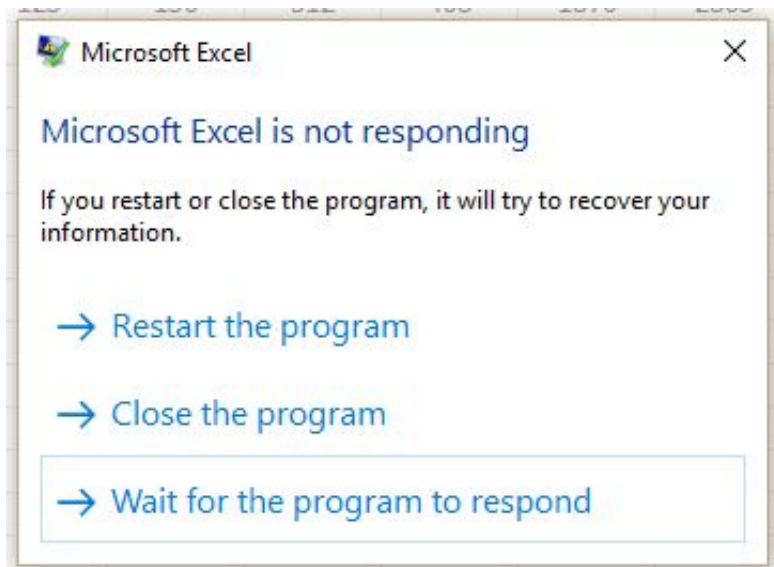 Microsoft Excel
Microsoft Excel is not responding
If you restart or close the program, it will try to recover your
information.
→ Restart the program
→ Close the program
→ Wait for the program to respond